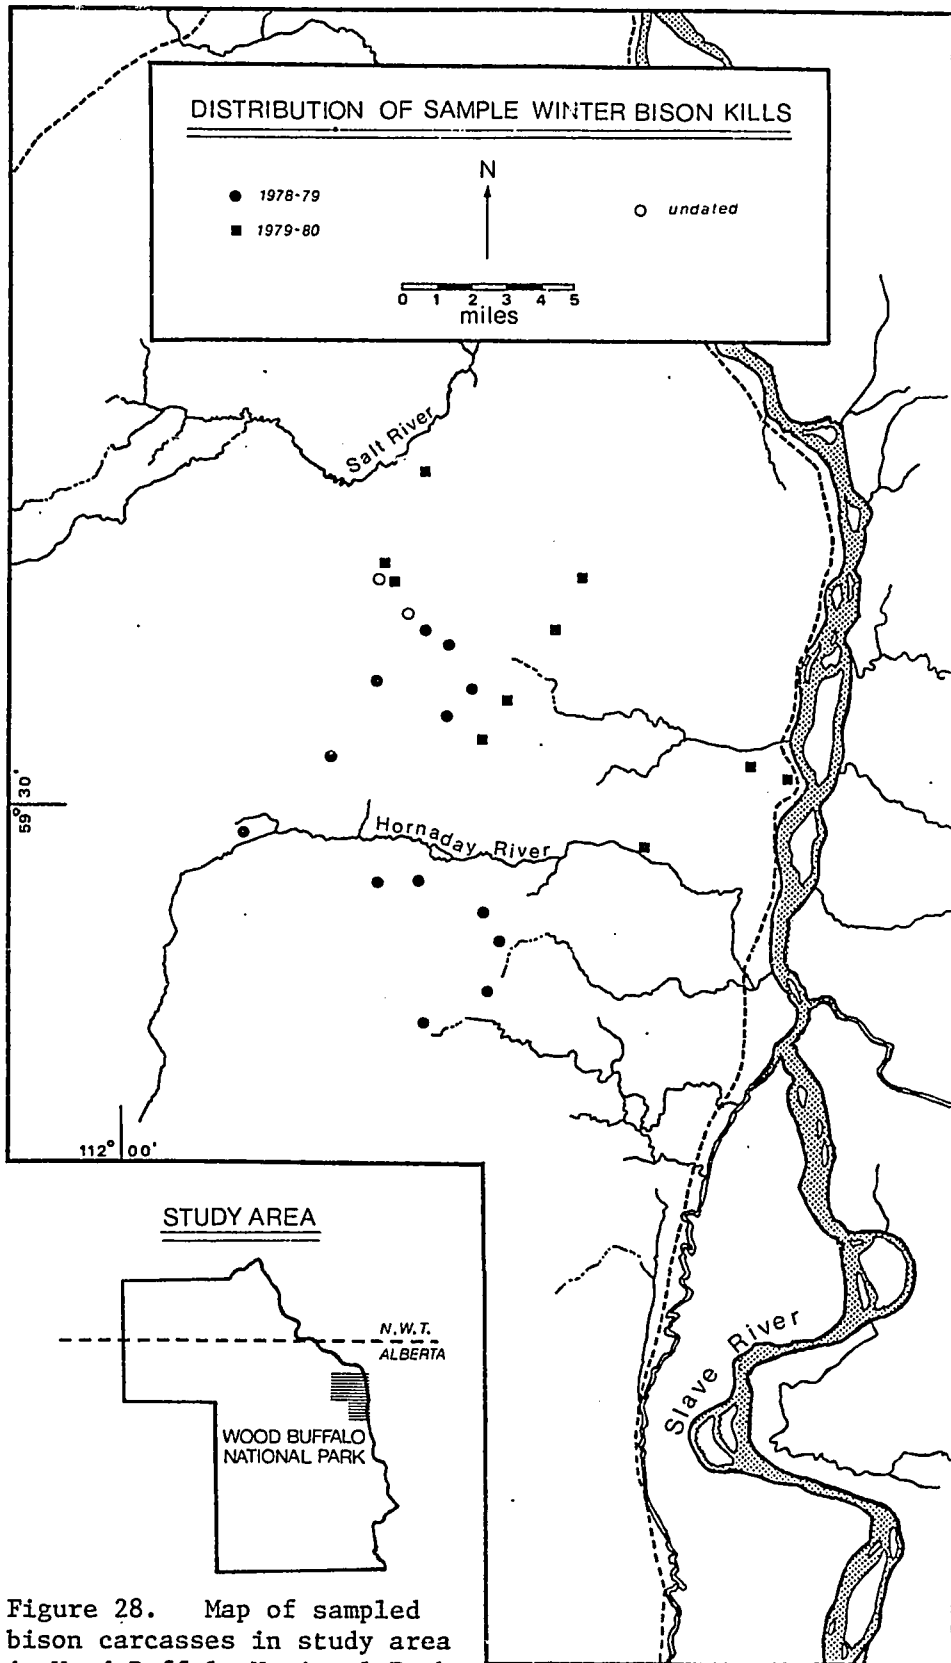 DISTRIBUTION OF SAMPLE WINTER BISON KILLS
N
1978-79
1979-80
undated
0 1 2 3 4 5
miles
Salt River
59° 30'
Hornaday River
112° 00'
Slave River
STUDY AREA
N.W.T.
ALBERTA
WOOD BUFFALO
NATIONAL PARK
Figure 28. Map of sampled
bison carcasses in study area